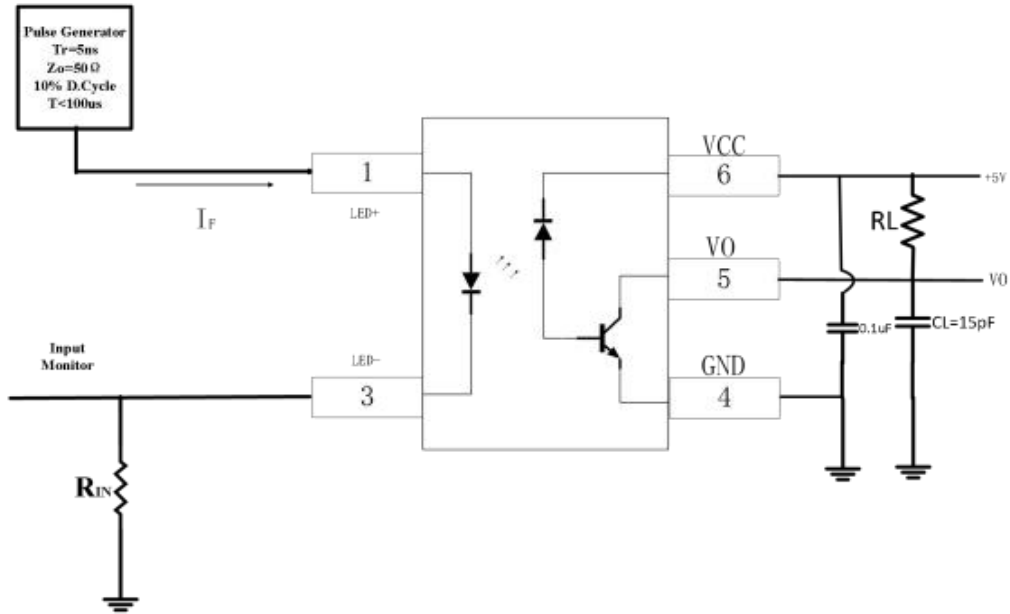 Pulse Generator
Tr=5ns
Zo=50Ω
10% D.Cycle
T<100us
IF
1
LED+
VCC
6
+5V
RL
VO
5
VO
0.1uF
CL=15pF
Input
Monitor
LED-
3
GND
4
RIN